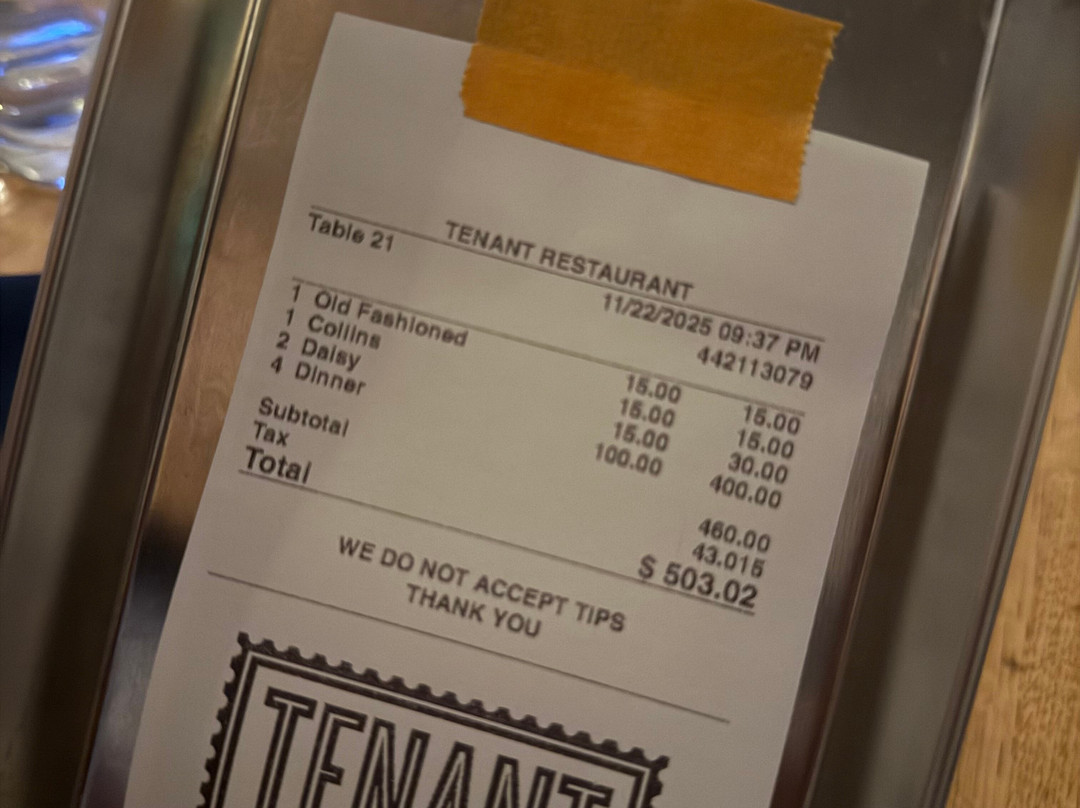 TENANT RESTAURANT
Table 21 11/22/2025 09:37 PM
442113079
1 Old Fashioned 15.00 15.00
1 Collins 15.00 15.00
2 Daisy 15.00 30.00
4 Dinner 100.00 400.00
Subtotal 460.00
Tax 43.015
Total $ 503.02
WE DO NOT ACCEPT TIPS
THANK YOU
TENANT